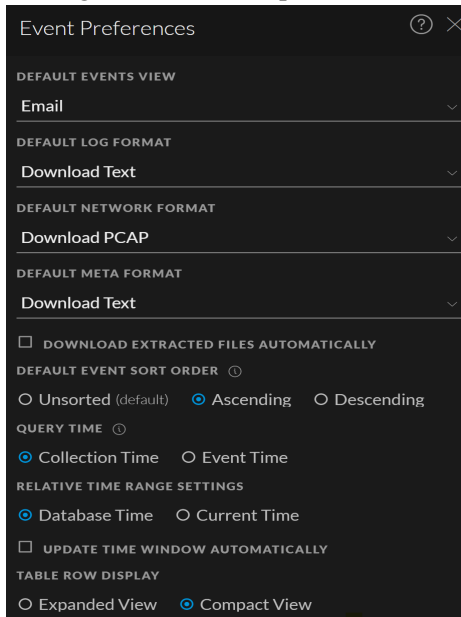 Event Preferences
DEFAULT EVENTS VIEW
Email
DEFAULT LOG FORMAT
Download Text
DEFAULT NETWORK FORMAT
Download PCAP
DEFAULT META FORMAT
Download Text
DOWNLOAD EXTRACTED FILES AUTOMATICALLY
DEFAULT EVENT SORT ORDER
Unsorted (default) Ascending Descending
QUERY TIME
Collection Time Event Time
RELATIVE TIME RANGE SETTINGS
Database Time Current Time
UPDATE TIME WINDOW AUTOMATICALLY
TABLE ROW DISPLAY
Expanded View Compact View